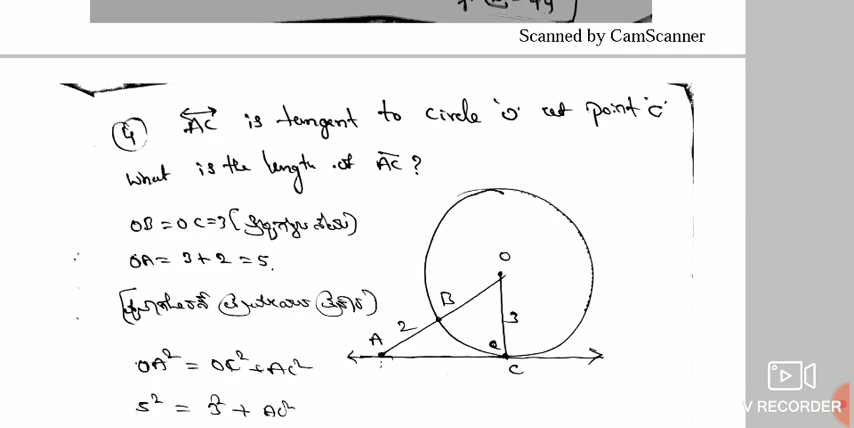 Scanned by CamScanner
④ AC is tangent to circle 'O' at point 'C'
What is the length of AC?
OB = OC = 3 (
OA = 3 + 2 = 5.
OA² = OC² + AC²
5² = 3² + AC²
O
B
3
2
A
C
V RECORDER